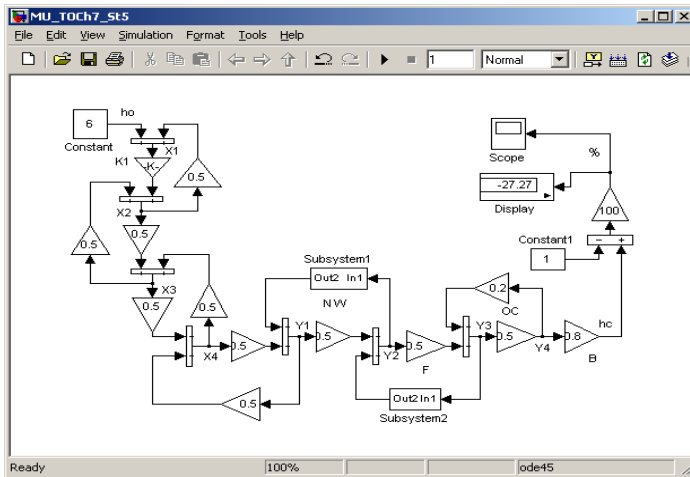 MU_TOCh7_St5
File Edit View Simulation Format Tools Help
1 Normal
6
ho
Constant
X1
K1
-K-
0.5
X2
0.5
0.5
X3
0.5
0.5
X4
0.5
0.5
Subsystem1
Out2 In1
NW
Y1
0.5
Y2
0.5
F
Out2 In1
Subsystem2
Y3
0.2
OC
0.5
Y4
0.8
B
hc
Constant1
1
- +
100
%
Scope
-27.27
Display
Ready 100% ode45